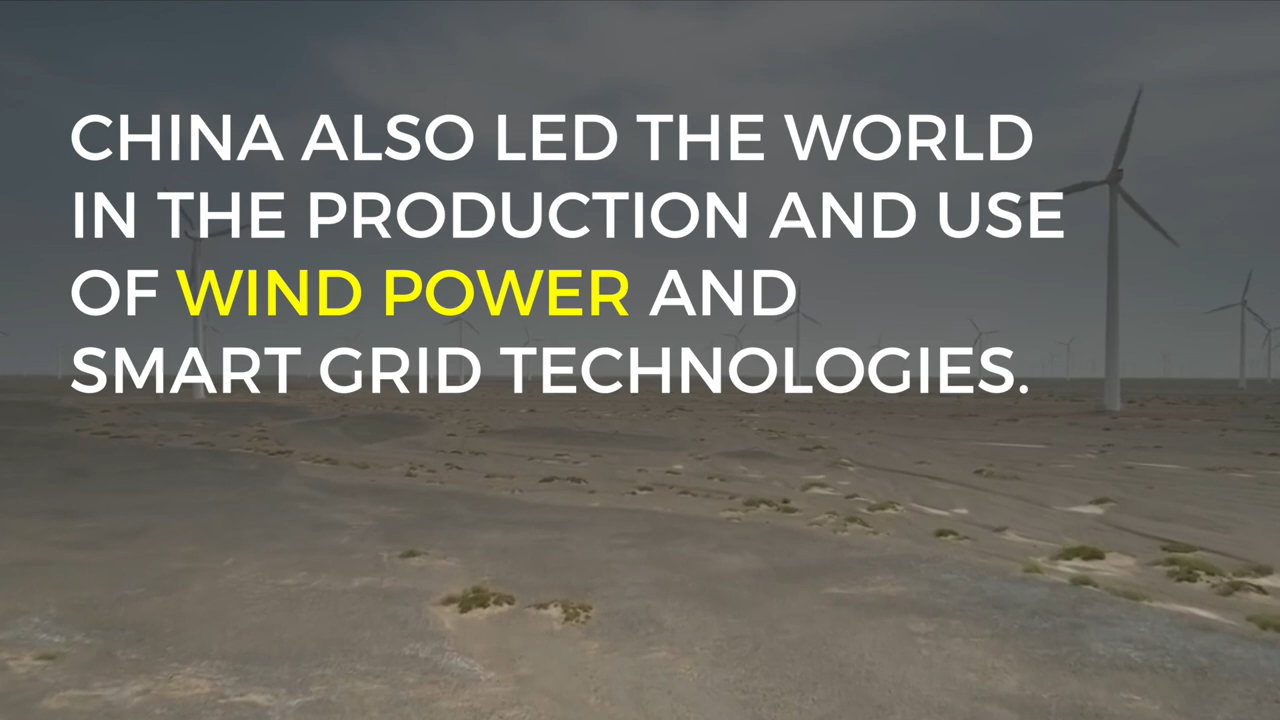 CHINA ALSO LED THE WORLD
IN THE PRODUCTION AND USE
OF WIND POWER AND
SMART GRID TECHNOLOGIES.